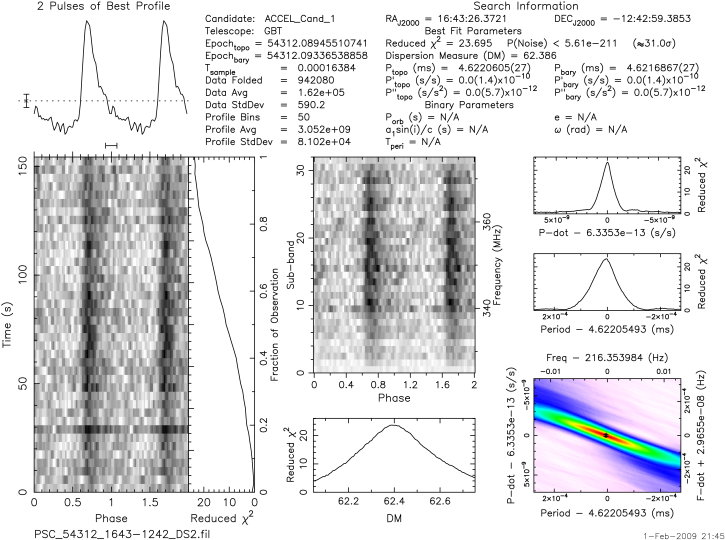 2 Pulses of Best Profile
Search Information
Candidate: ACCEL_Cand_1
RA_J2000 = 16:43:26.3721 DEC_J2000 = -12:42:59.3853
Telescope: GBT
Best Fit Parameters
Epoch_topo = 54312.08945510741
Reduced χ² = 23.695 P(Noise) < 5.61e-211 (≈31.0σ)
Epoch_bary = 54312.09336538858
Dispersion Measure (DM) = 62.386
T_sample = 0.00016384
P_topo (ms) = 4.6220605(27) P_bary (ms) = 4.6216867(27)
Data Folded = 942080
P'_topo (s/s) = 0.0(1.4)x10⁻¹⁰ P'_bary (s/s) = 0.0(1.4)x10⁻¹⁰
Data Avg = 1.62e+05
P''_topo (s/s²) = 0.0(5.7)x10⁻¹² P''_bary (s/s²) = 0.0(5.7)x10⁻¹²
Data StdDev = 590.2
Binary Parameters
Profile Bins = 50
P_orb (s) = N/A e = N/A
Profile Avg = 3.052e+09
a₁sin(i)/c (s) = N/A ω (rad) = N/A
Profile StdDev = 8.102e+04
T_peri = N/A
Time (s)
0 50 100 150
0 0.5 1 1.5
Phase
Fraction of Observation
0 0.2 0.4 0.6 0.8 1
20 10 0
Reduced χ²
Sub-band
0 10 20 30
Frequency (MHz)
340 360
0 0.4 0.8 1.2 1.6 2
Phase
Reduced χ²
0 10 20
62.2 62.4 62.6
DM
Reduced χ²
0 10 20
5×10⁻⁹ 0 -5×10⁻⁹
P-dot - 6.3353e-13 (s/s)
Reduced χ²
0 10 20
2×10⁻⁴ 0 -2×10⁻⁴
Period - 4.62205493 (ms)
Freq - 216.353984 (Hz)
-0.01 0 0.01
P-dot - 6.3353e-13 (s/s)
-5×10⁻⁹ 0 5×10⁻⁹
F-dot + 2.9655e-08 (Hz)
2×10⁻⁴ 0 -2×10⁻⁴
2×10⁻⁴ 0 -2×10⁻⁴
Period - 4.62205493 (ms)
PSC_54312_1643-1242_DS2.fil
1-Feb-2009 21:45